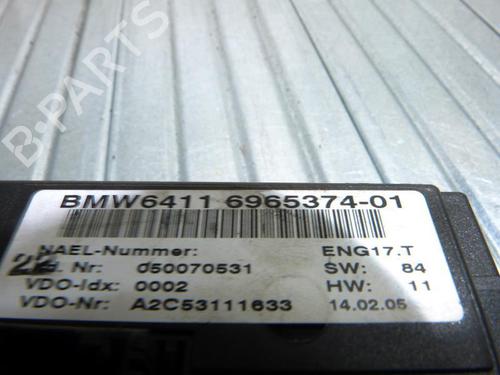 B-PARTS
BMW6411 6965374-01
NAEL-Nummer: ENG17.T
Nr: 050070531 SW: 84
VDO-Idx: 0002 HW: 11
VDO-Nr: A2C53111633 14.02.05